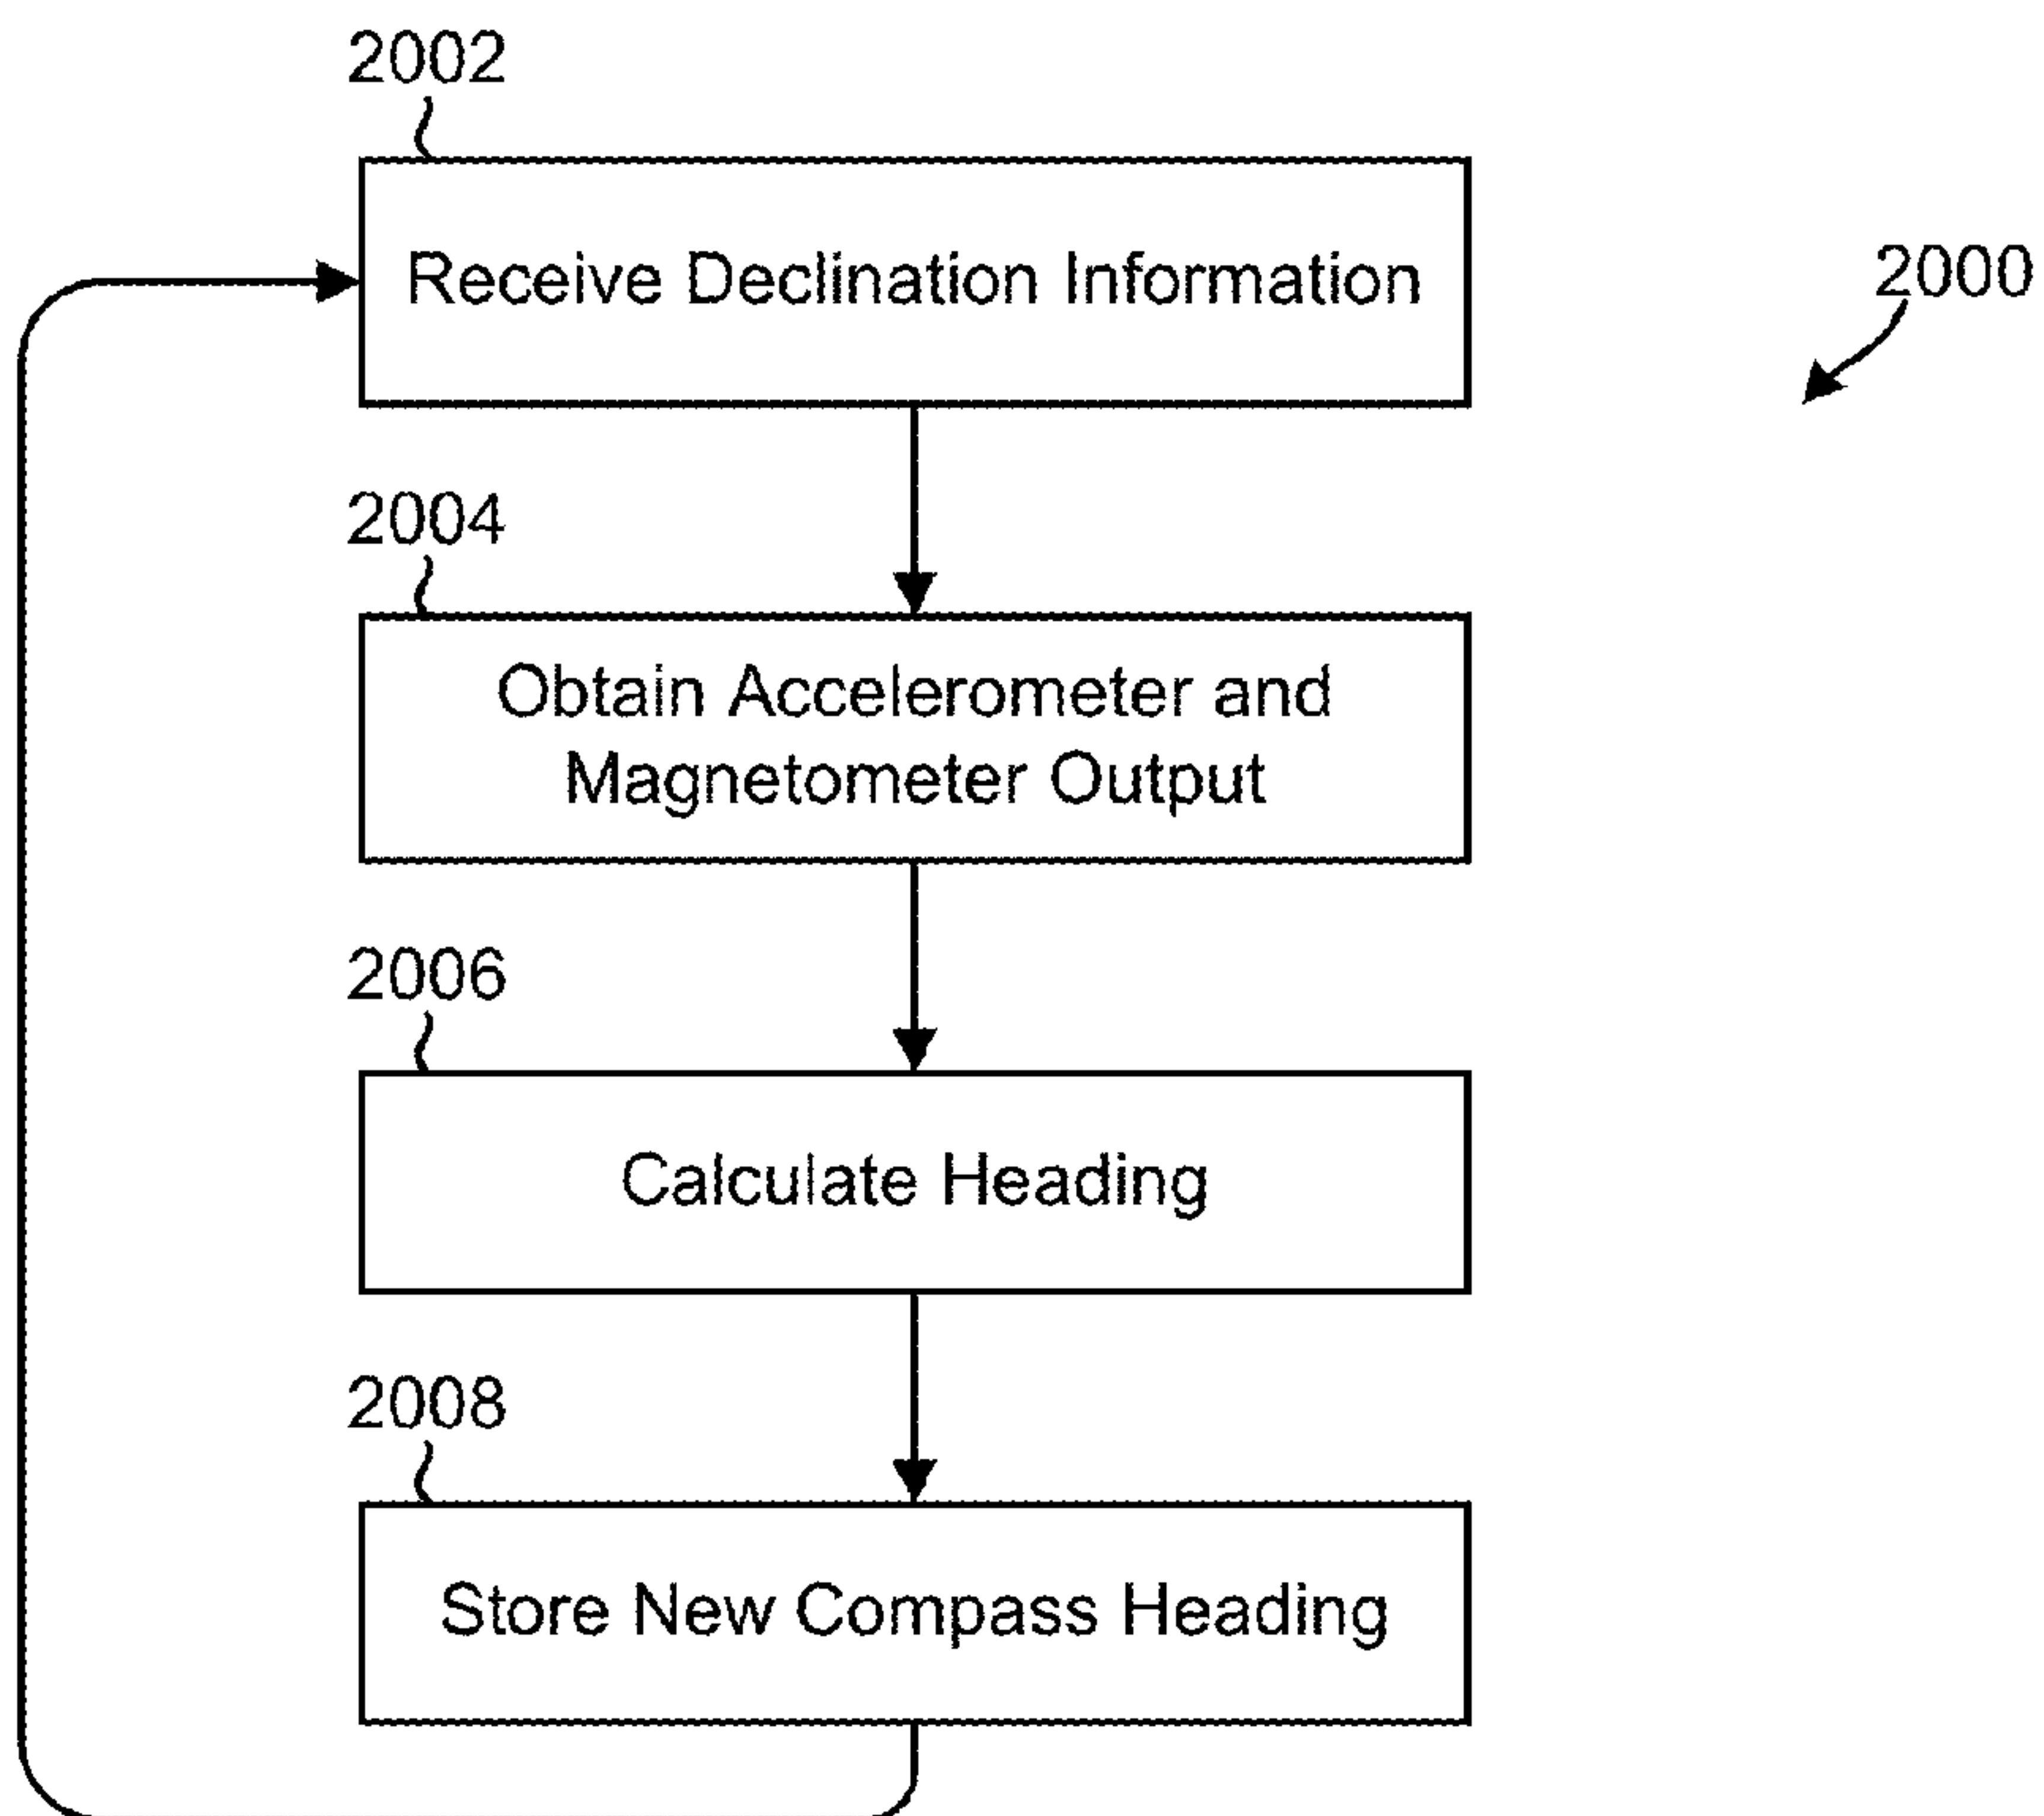 2002
Receive Declination Information
2000
2004
Obtain Accelerometer and
Magnetometer Output
2006
Calculate Heading
2008
Store New Compass Heading